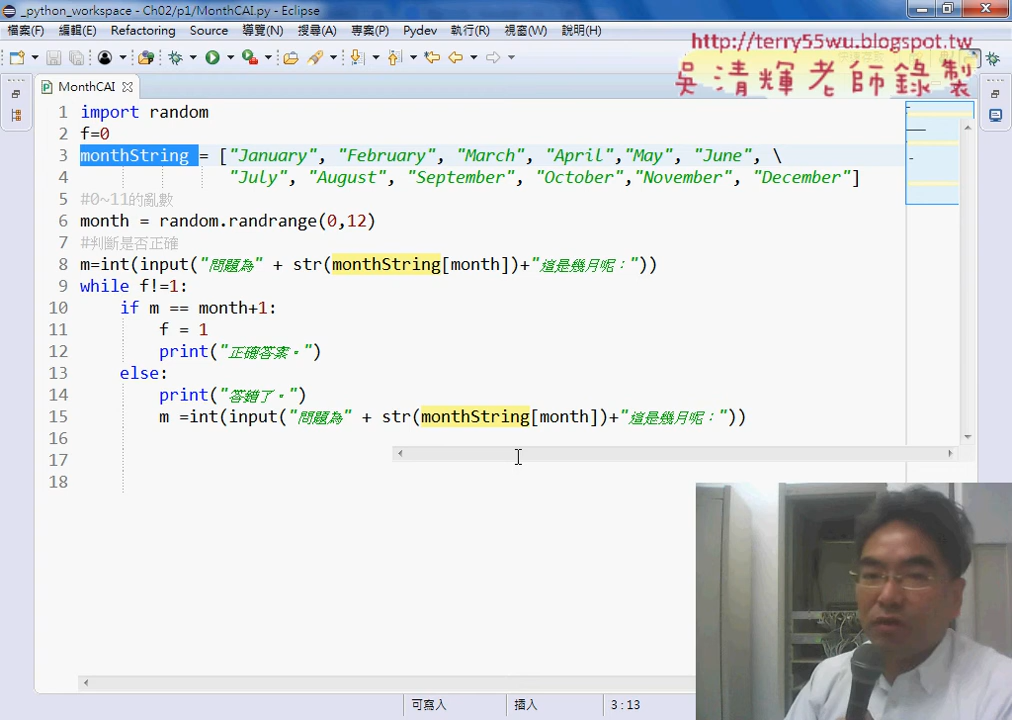 _python_workspace - Ch02/p1/MonthCAI.py - Eclipse
檔案(F) 編輯(E) Refactoring Source 導覽(N) 搜尋(A) 專案(P) Pydev 執行(R) 視窗(W) 說明(H)
http://terry55wu.blogspot.tw
吳清輝老師錄製
MonthCAI
1 import random
2 f=0
3 monthString = ["January", "February", "March", "April","May", "June", \
4 "July", "August", "September", "October","November", "December"]
5 #0~11的亂數
6 month = random.randrange(0,12)
7 #判斷是否正確
8 m=int(input("問題為" + str(monthString[month])+"這是幾月呢："))
9 while f!=1:
10 if m == month+1:
11 f = 1
12 print("正確答案。")
13 else:
14 print("答錯了。")
15 m =int(input("問題為" + str(monthString[month])+"這是幾月呢："))
16
17
18
可寫入 插入 3 : 13